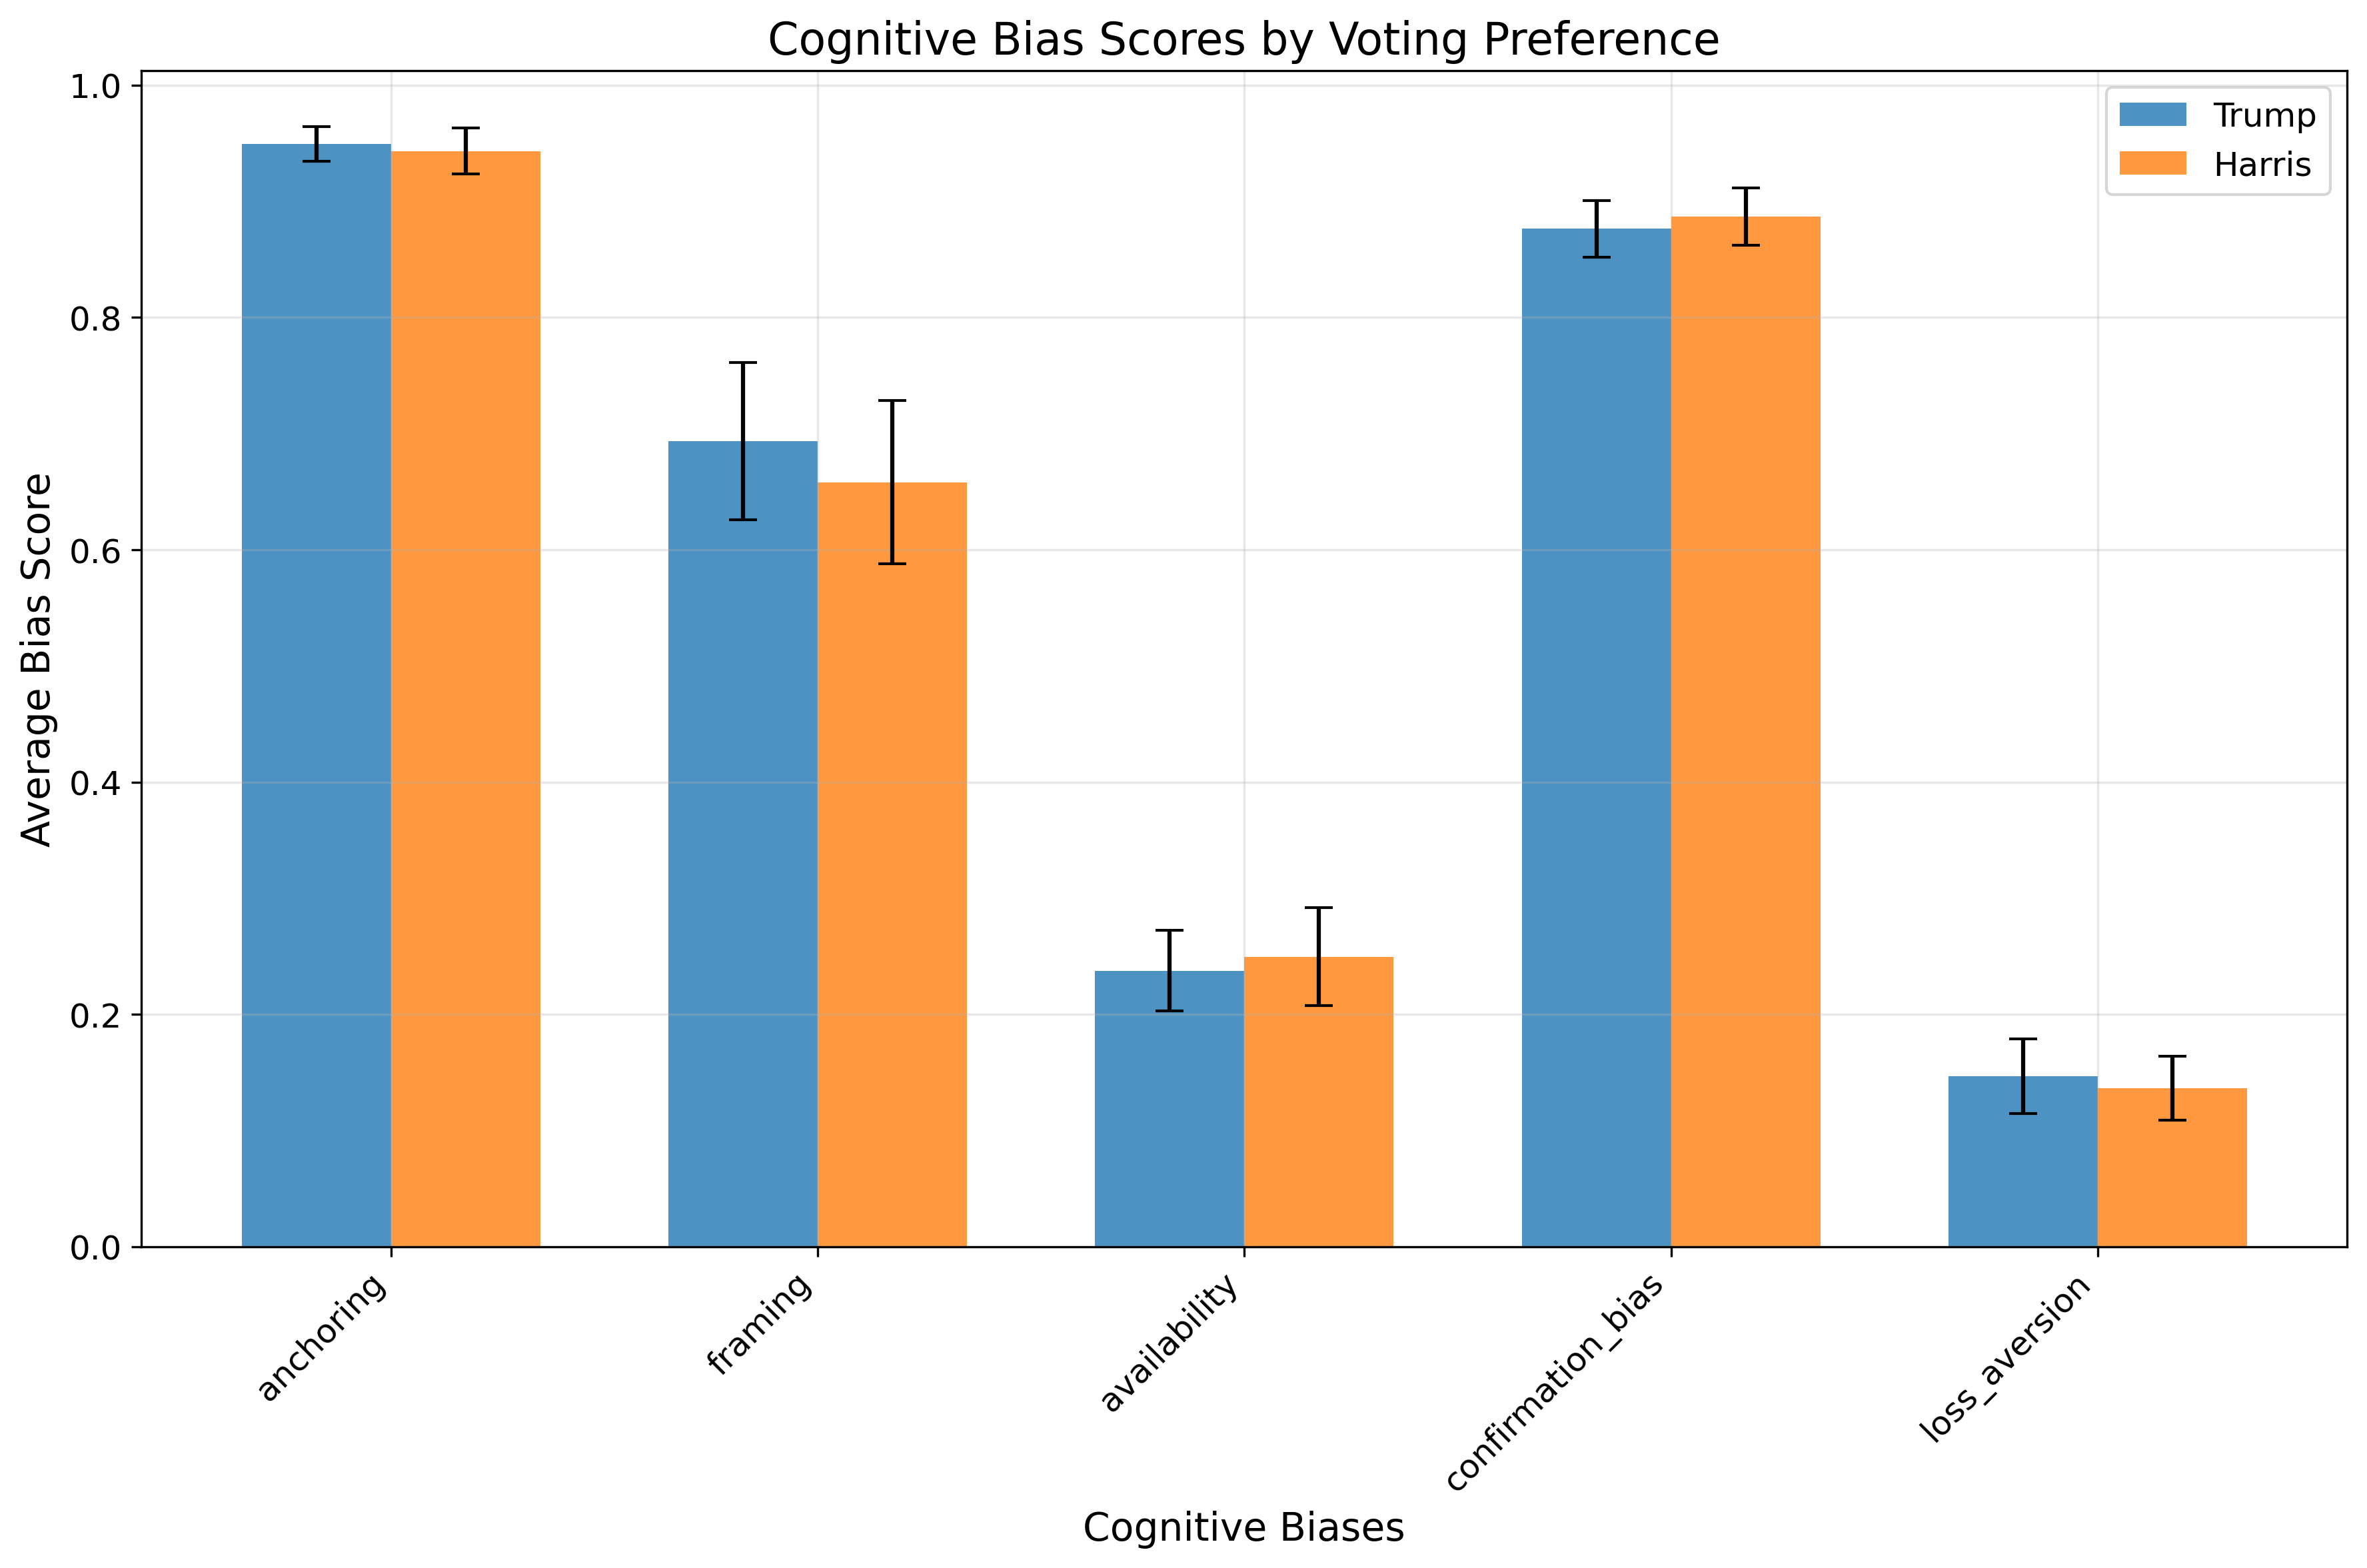 Cognitive Bias Scores by Voting Preference
Trump
Harris
Average Bias Score
1.0
0.8
0.6
0.4
0.2
0.0
anchoring
framing
availability
confirmation_bias
loss_aversion
Cognitive Biases